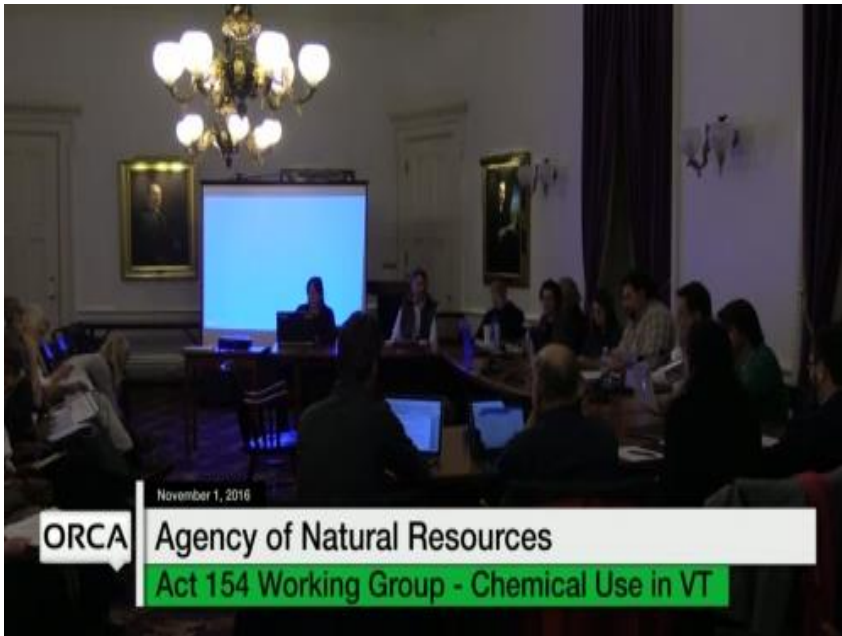 November 1, 2016
ORCA
Agency of Natural Resources
Act 154 Working Group - Chemical Use in VT